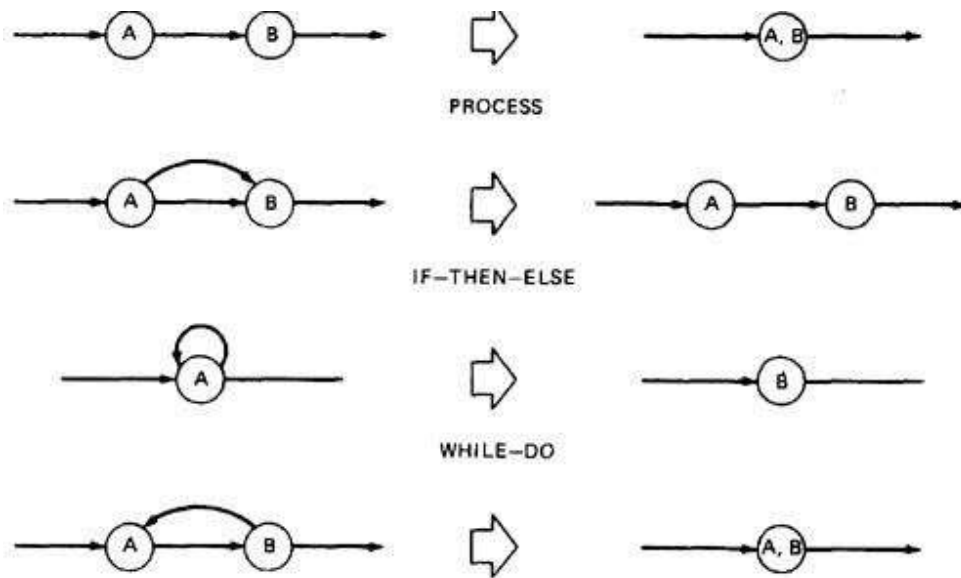 A B A, B
PROCESS
A B A B
IF-THEN-ELSE
A B
WHILE-DO
A B A, B